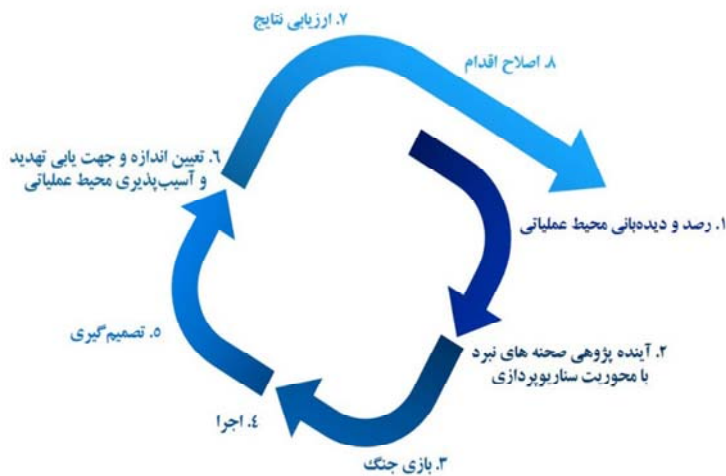 ۱. رصد و دیده‌بانی محیط عملیاتی
۲. آینده پژوهی صحنه های نبرد
با محوریت سناریوپردازی
۳. بازی جنگ
۴. اجرا
۵. تصمیم‌گیری
۶. تعیین اندازه و جهت یابی تهدید
و آسیب‌پذیری محیط عملیاتی
۷. ارزیابی نتایج
۸. اصلاح اقدام